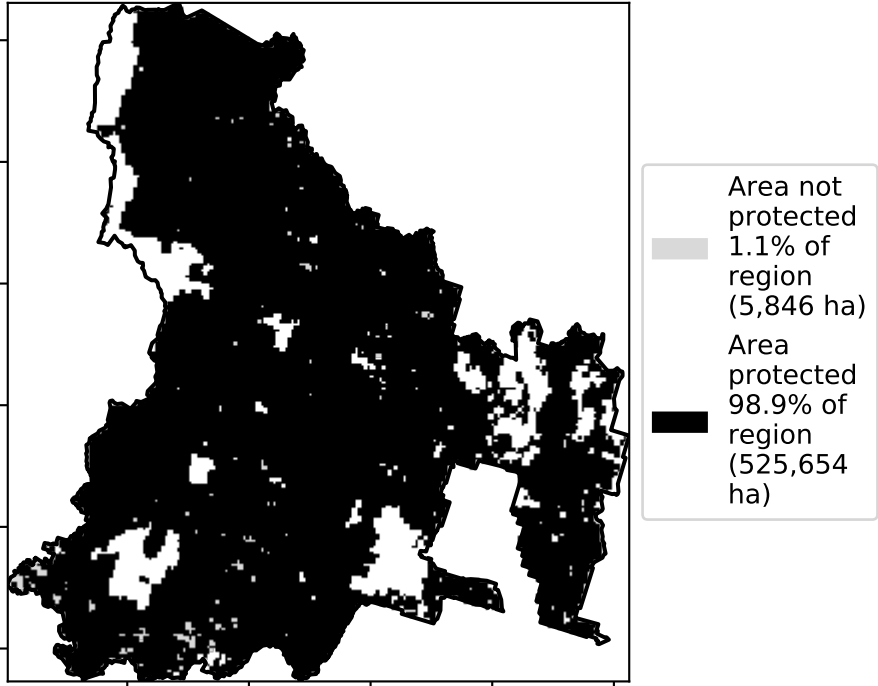 Area not
protected
1.1% of
region
(5,846 ha)
Area
protected
98.9% of
region
(525,654
ha)